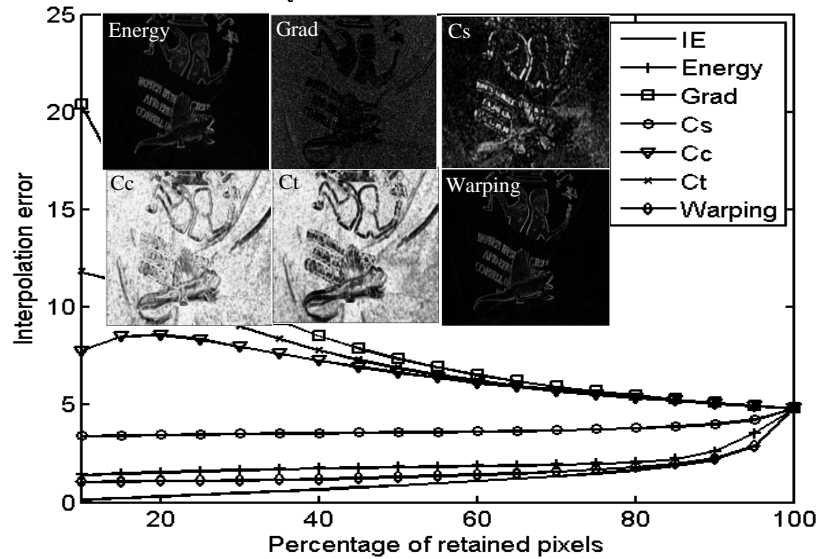 25
20
15
10
5
0
Interpolation error
Energy
Grad
Cs
Cc
Ct
Warping
IE
Energy
Grad
Cs
Cc
Ct
Warping
20
40
60
80
100
Percentage of retained pixels